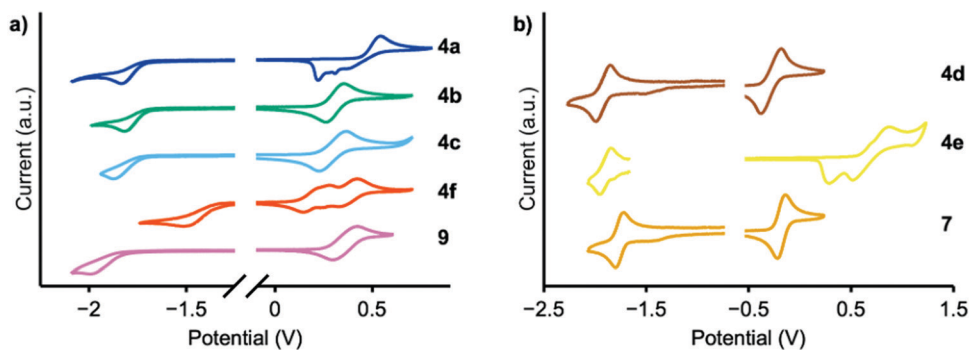 a)
4a
4b
4c
4f
9
Current (a.u.)
−2
−1.5
0
0.5
Potential (V)
b)
4d
4e
7
Current (a.u.)
−2.5
−1.5
−0.5
0.5
1.5
Potential (V)